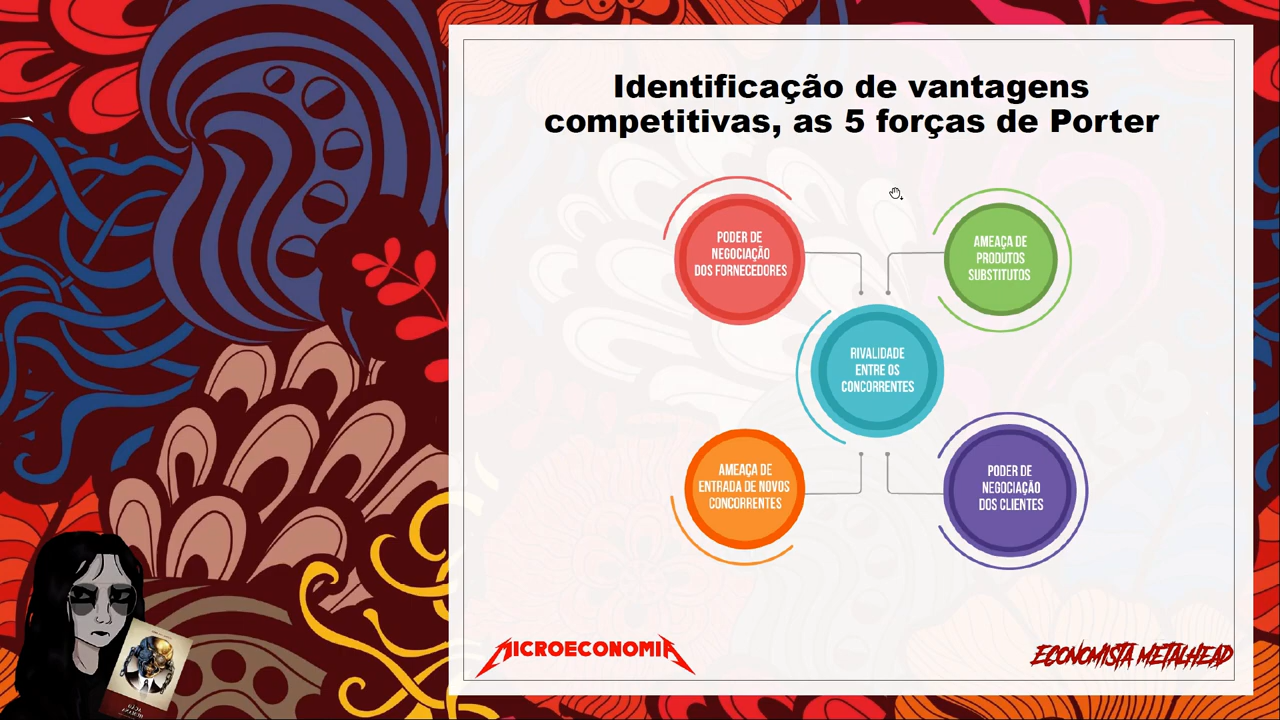 Identificação de vantagens
competitivas, as 5 forças de Porter
PODER DE
NEGOCIAÇÃO
DOS FORNECEDORES
AMEAÇA DE
PRODUTOS
SUBSTITUTOS
RIVALIDADE
ENTRE OS
CONCORRENTES
AMEAÇA DE
ENTRADA DE NOVOS
CONCORRENTES
PODER DE
NEGOCIAÇÃO
DOS CLIENTES
MICROECONOMIA
ECONOMISTA METALHEAD